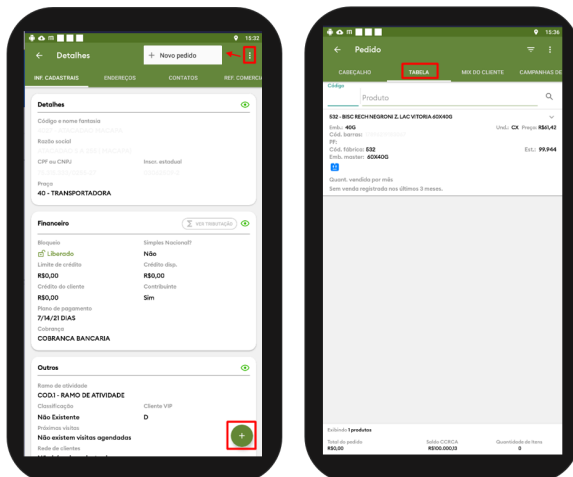 15:32
← Detalhes
+ Novo pedido
INF. CADASTRAIS ENDEREÇOS CONTATOS REF. COMERCIA
Detalhes
Código e nome fantasia
Razão social
CPF ou CNPJ Inscr. estadual
Praça
40 - TRANSPORTADORA
Financeiro VER TRIBUTAÇÃO
Bloqueio Simples Nacional?
Liberado Não
Limite de crédito Crédito disp.
R$0,00 R$0,00
Crédito do cliente Contribuinte
R$0,00 Sim
Plano de pagamento
7/14/21 DIAS
Cobrança
COBRANCA BANCARIA
Outros
Ramo de atividade
COD.1 - RAMO DE ATIVIDADE
Classificação Cliente VIP
Não Existente D
Próximas visitas
Não existem visitas agendadas
Rede de clientes
+
15:36
← Pedido
CABEÇALHO TABELA MIX DO CLIENTE CAMPANHAS DE
Código
Produto
532 - BISC RECH NEGRONI Z. LAC VITORIA 60X40G
Emb.: 40G Und.: CX Preço: R$61,42
Cód. barras:
PF:
Cód. fábrica: 532 Est.: 99.944
Emb. master: 60X40G
Quant. vendida por mês
Sem venda registrada nos últimos 3 meses.
Exibindo 1 produtos
Total do pedido Saldo CCRCA Quantidade de itens
R$0,00 R$100.000,13 0